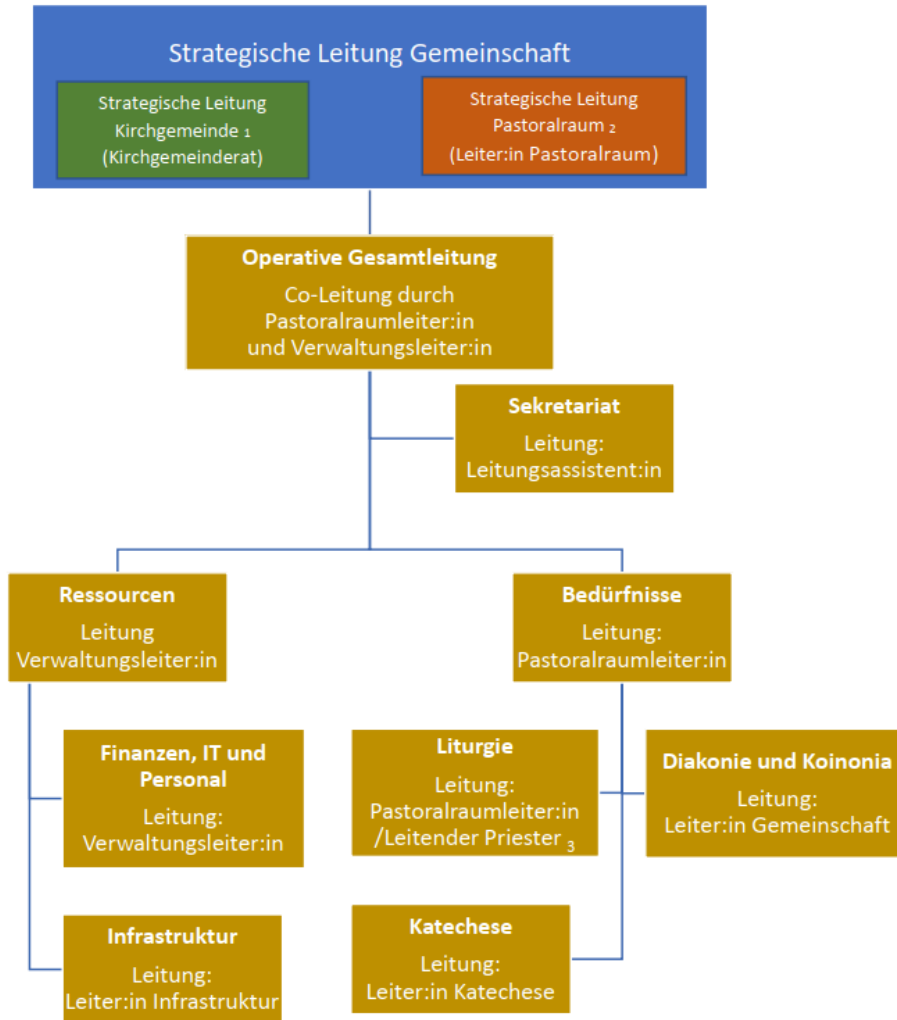 Strategische Leitung Gemeinschaft
Strategische Leitung
Kirchgemeinde 1
(Kirchgemeinderat)
Strategische Leitung
Pastoralraum 2
(Leiter:in Pastoralraum)
Operative Gesamtleitung
Co-Leitung durch
Pastoralraumleiter:in
und Verwaltungsleiter:in
Sekretariat
Leitung:
Leitungsassistent:in
Ressourcen
Leitung
Verwaltungsleiter:in
Bedürfnisse
Leitung:
Pastoralraumleiter:in
Finanzen, IT und
Personal
Leitung:
Verwaltungsleiter:in
Liturgie
Leitung:
Pastoralraumleiter:in
/Leitender Priester 3
Diakonie und Koinonia
Leitung:
Leiter:in Gemeinschaft
Infrastruktur
Leitung:
Leiter:in Infrastruktur
Katechese
Leitung:
Leiter:in Katechese